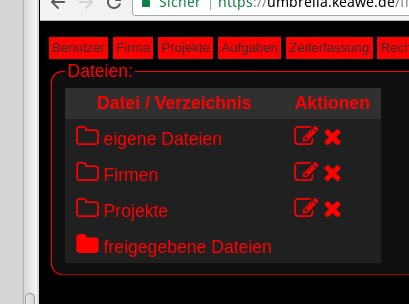 Sicher | https://umbrella.keawe.de/f
Benutzer Firma Projekte Aufgaben Zeiterfassung Rech
Dateien:
Datei / Verzeichnis Aktionen
eigene Dateien
Firmen
Projekte
freigegebene Dateien